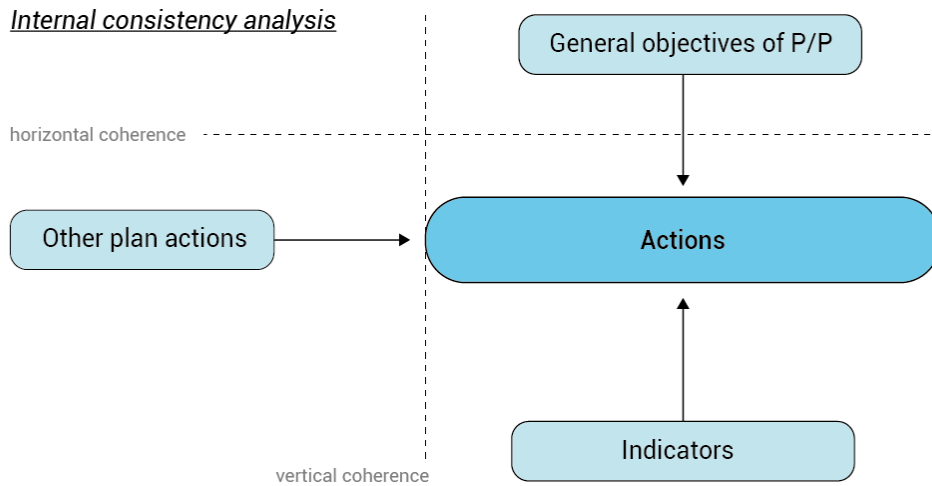 Internal consistency analysis
General objectives of P/P
horizontal coherence
Other plan actions
Actions
Indicators
vertical coherence